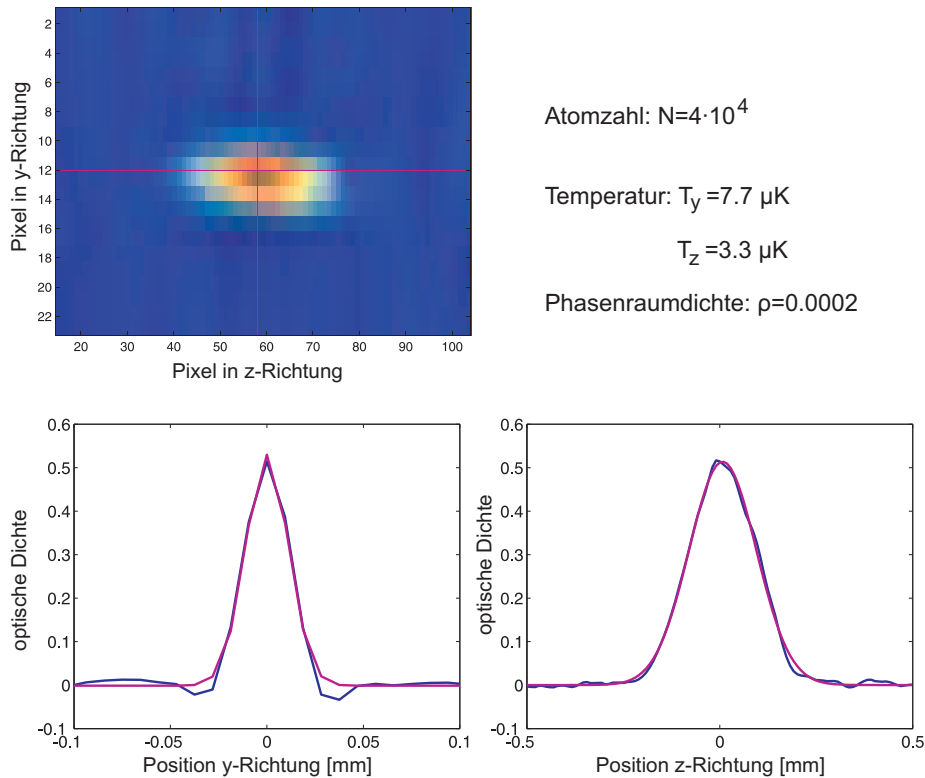 2
4
6
8
10
12
14
16
18
20
22
Pixel in y-Richtung
20 30 40 50 60 70 80 90 100
Pixel in z-Richtung
Atomzahl: N=4·10^4
Temperatur: T_y =7.7 µK
T_z =3.3 µK
Phasenraumdichte: ρ=0.0002
0.6
0.5
0.4
0.3
0.2
0.1
0
-0.1
optische Dichte
-0.1 -0.05 0 0.05 0.1
Position y-Richtung [mm]
0.6
0.5
0.4
0.3
0.2
0.1
0
-0.1
optische Dichte
-0.5 0 0.5
Position z-Richtung [mm]